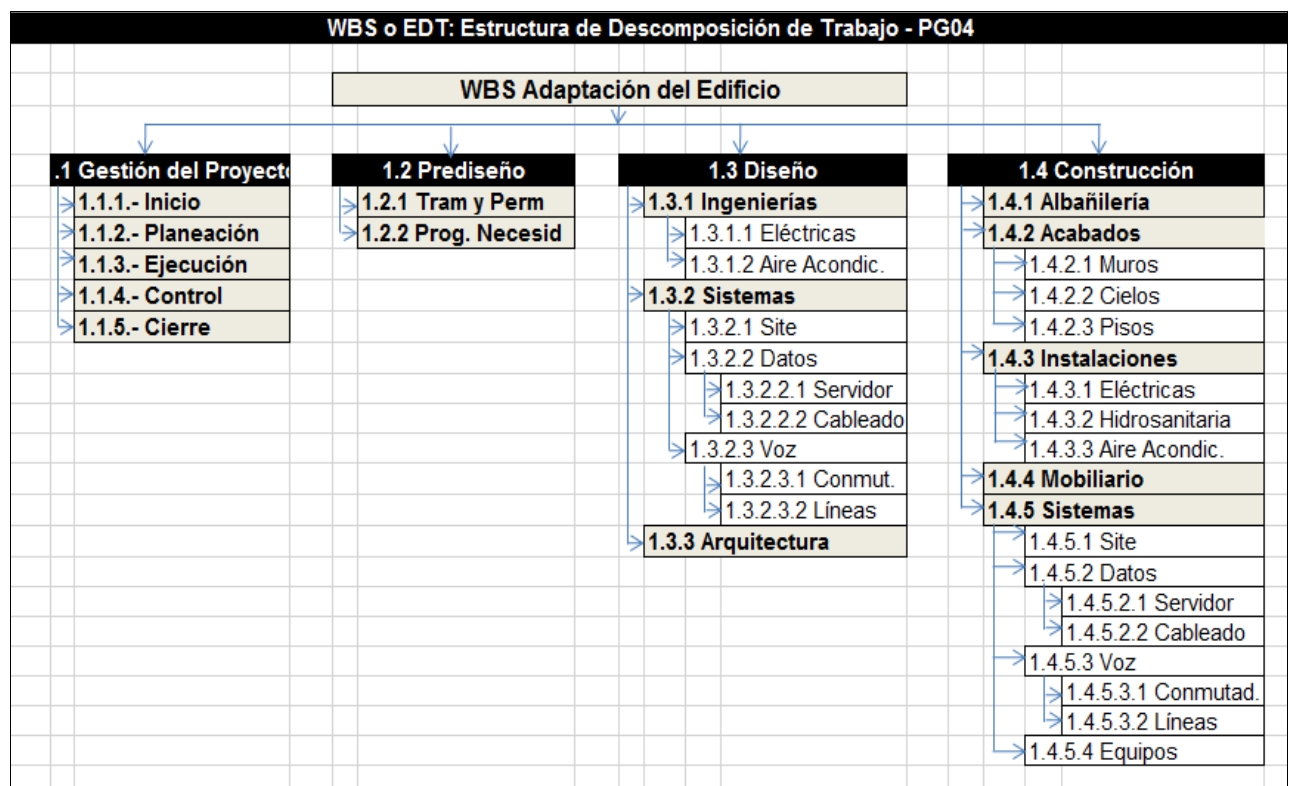 WBS o EDT: Estructura de Descomposición de Trabajo - PG04
WBS Adaptación del Edificio
.1 Gestión del Proyect
1.1.1.- Inicio
1.1.2.- Planeación
1.1.3.- Ejecución
1.1.4.- Control
1.1.5.- Cierre
1.2 Prediseño
1.2.1 Tram y Perm
1.2.2 Prog. Necesid
1.3 Diseño
1.3.1 Ingenierías
1.3.1.1 Eléctricas
1.3.1.2 Aire Acondic.
1.3.2 Sistemas
1.3.2.1 Site
1.3.2.2 Datos
1.3.2.2.1 Servidor
1.3.2.2.2 Cableado
1.3.2.3 Voz
1.3.2.3.1 Conmut.
1.3.2.3.2 Líneas
1.3.3 Arquitectura
1.4 Construcción
1.4.1 Albañilería
1.4.2 Acabados
1.4.2.1 Muros
1.4.2.2 Cielos
1.4.2.3 Pisos
1.4.3 Instalaciones
1.4.3.1 Eléctricas
1.4.3.2 Hidrosanitaria
1.4.3.3 Aire Acondic.
1.4.4 Mobiliario
1.4.5 Sistemas
1.4.5.1 Site
1.4.5.2 Datos
1.4.5.2.1 Servidor
1.4.5.2.2 Cableado
1.4.5.3 Voz
1.4.5.3.1 Conmutad.
1.4.5.3.2 Líneas
1.4.5.4 Equipos